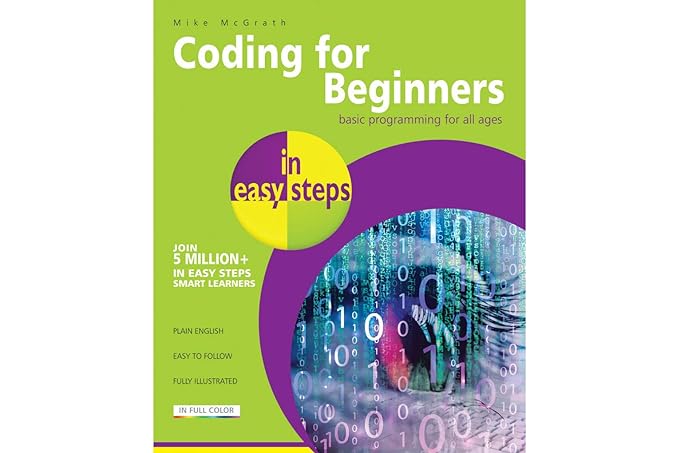 Mike McGrath
Coding for
Beginners
basic programming for all ages
in
easy steps
JOIN
5 MILLION+
IN EASY STEPS
SMART LEARNERS
PLAIN ENGLISH
EASY TO FOLLOW
FULLY ILLUSTRATED
IN FULL COLOR